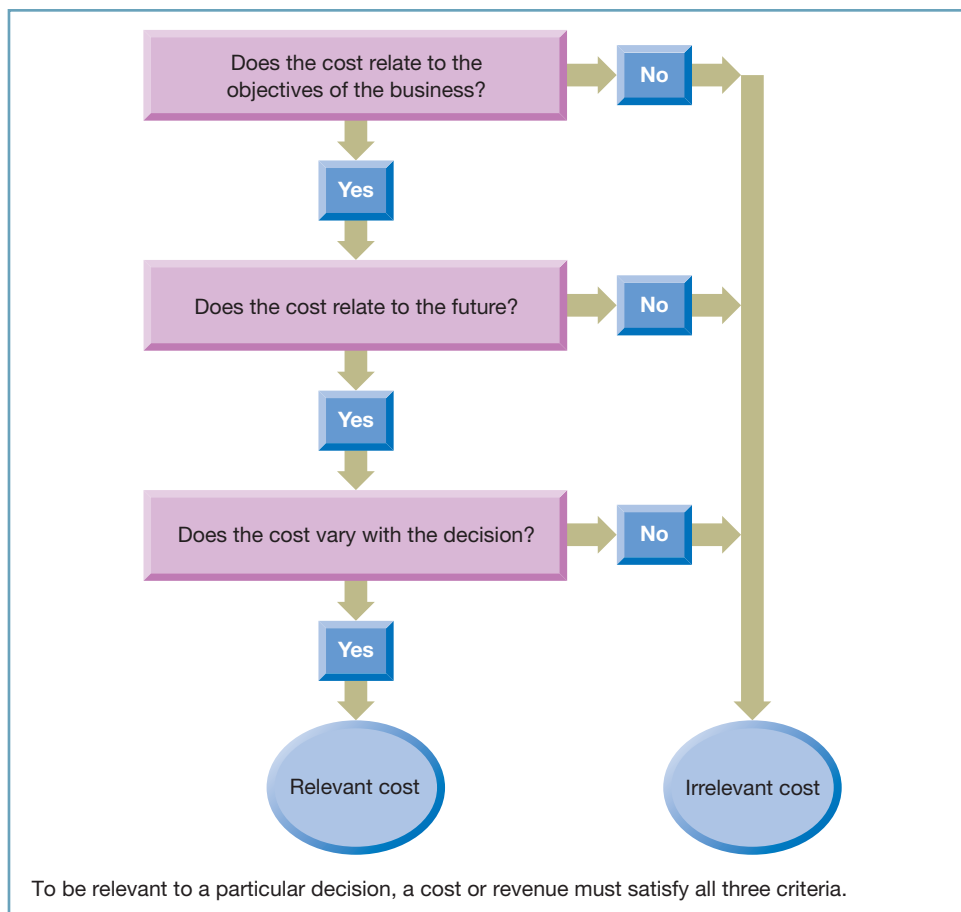 Does the cost relate to the
objectives of the business?
No
Yes
Does the cost relate to the future?
No
Yes
Does the cost vary with the decision?
No
Yes
Relevant cost
Irrelevant cost
To be relevant to a particular decision, a cost or revenue must satisfy all three criteria.